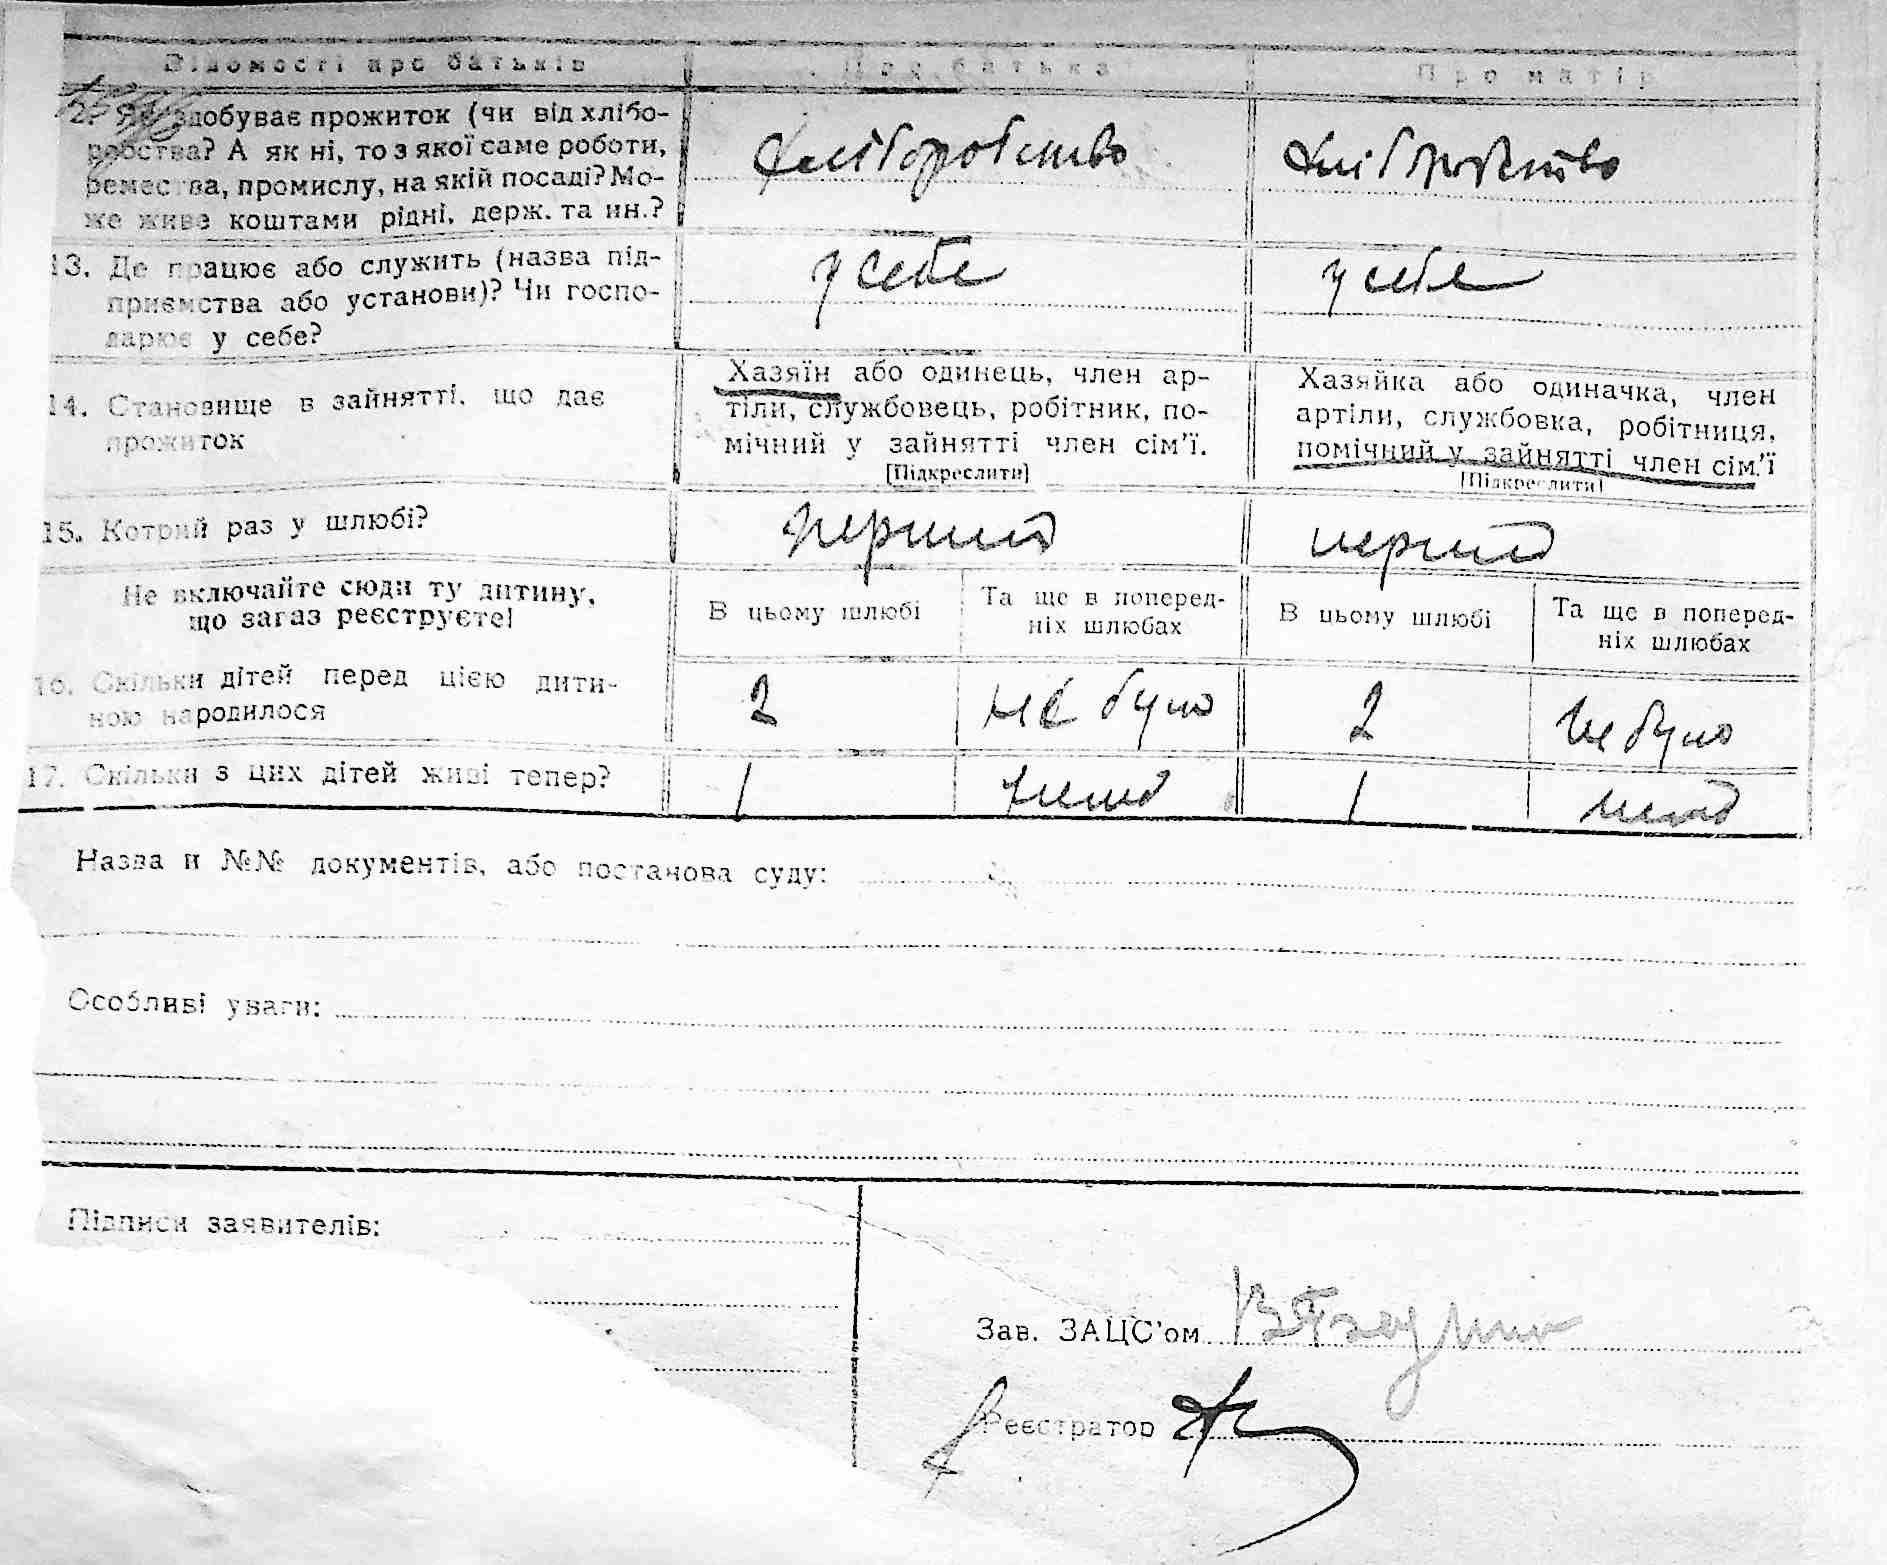 Відомості про батьків Про батька Про матір
12. Як здобуває прожиток (чи від хлібо-
робства? А як ні, то з якої саме роботи,
ремества, промислу, на якій посаді? Мо-
же живе коштами рідні, держ. та ин.?
хліборобство хліборобство
13. Де працює або служить (назва під-
приємства або установи)? Чи госпо-
дарює у себе?
у себе у себе
14. Становище в зайнятті, що дає
прожиток
Хазяїн або одинець, член ар-
тіли, службовець, робітник, по-
мічний у зайнятті член сім'ї.
[Підкреслити]
Хазяйка або одиначка, член
артіли, службовка, робітниця,
помічний у зайнятті член сім.'ї
[Підкреслити]
15. Котрий раз у шлюбі? перший перший
Не включайте сюди ту дитину,
що зараз реєструєте!
В цьому шлюбі
Та ще в поперед-
ніх шлюбах
В цьому шлюбі
Та ще в поперед-
ніх шлюбах
16. Скільки дітей перед цією дити-
ною народилося
2 не було 2 не було
17. Скільки з цих дітей живі тепер? 1 1
Назва и №№ документів, або постанова суду:
Особливі уваги:
Підписи заявителів:
Зав. ЗАЦС'ом
Реєстратор